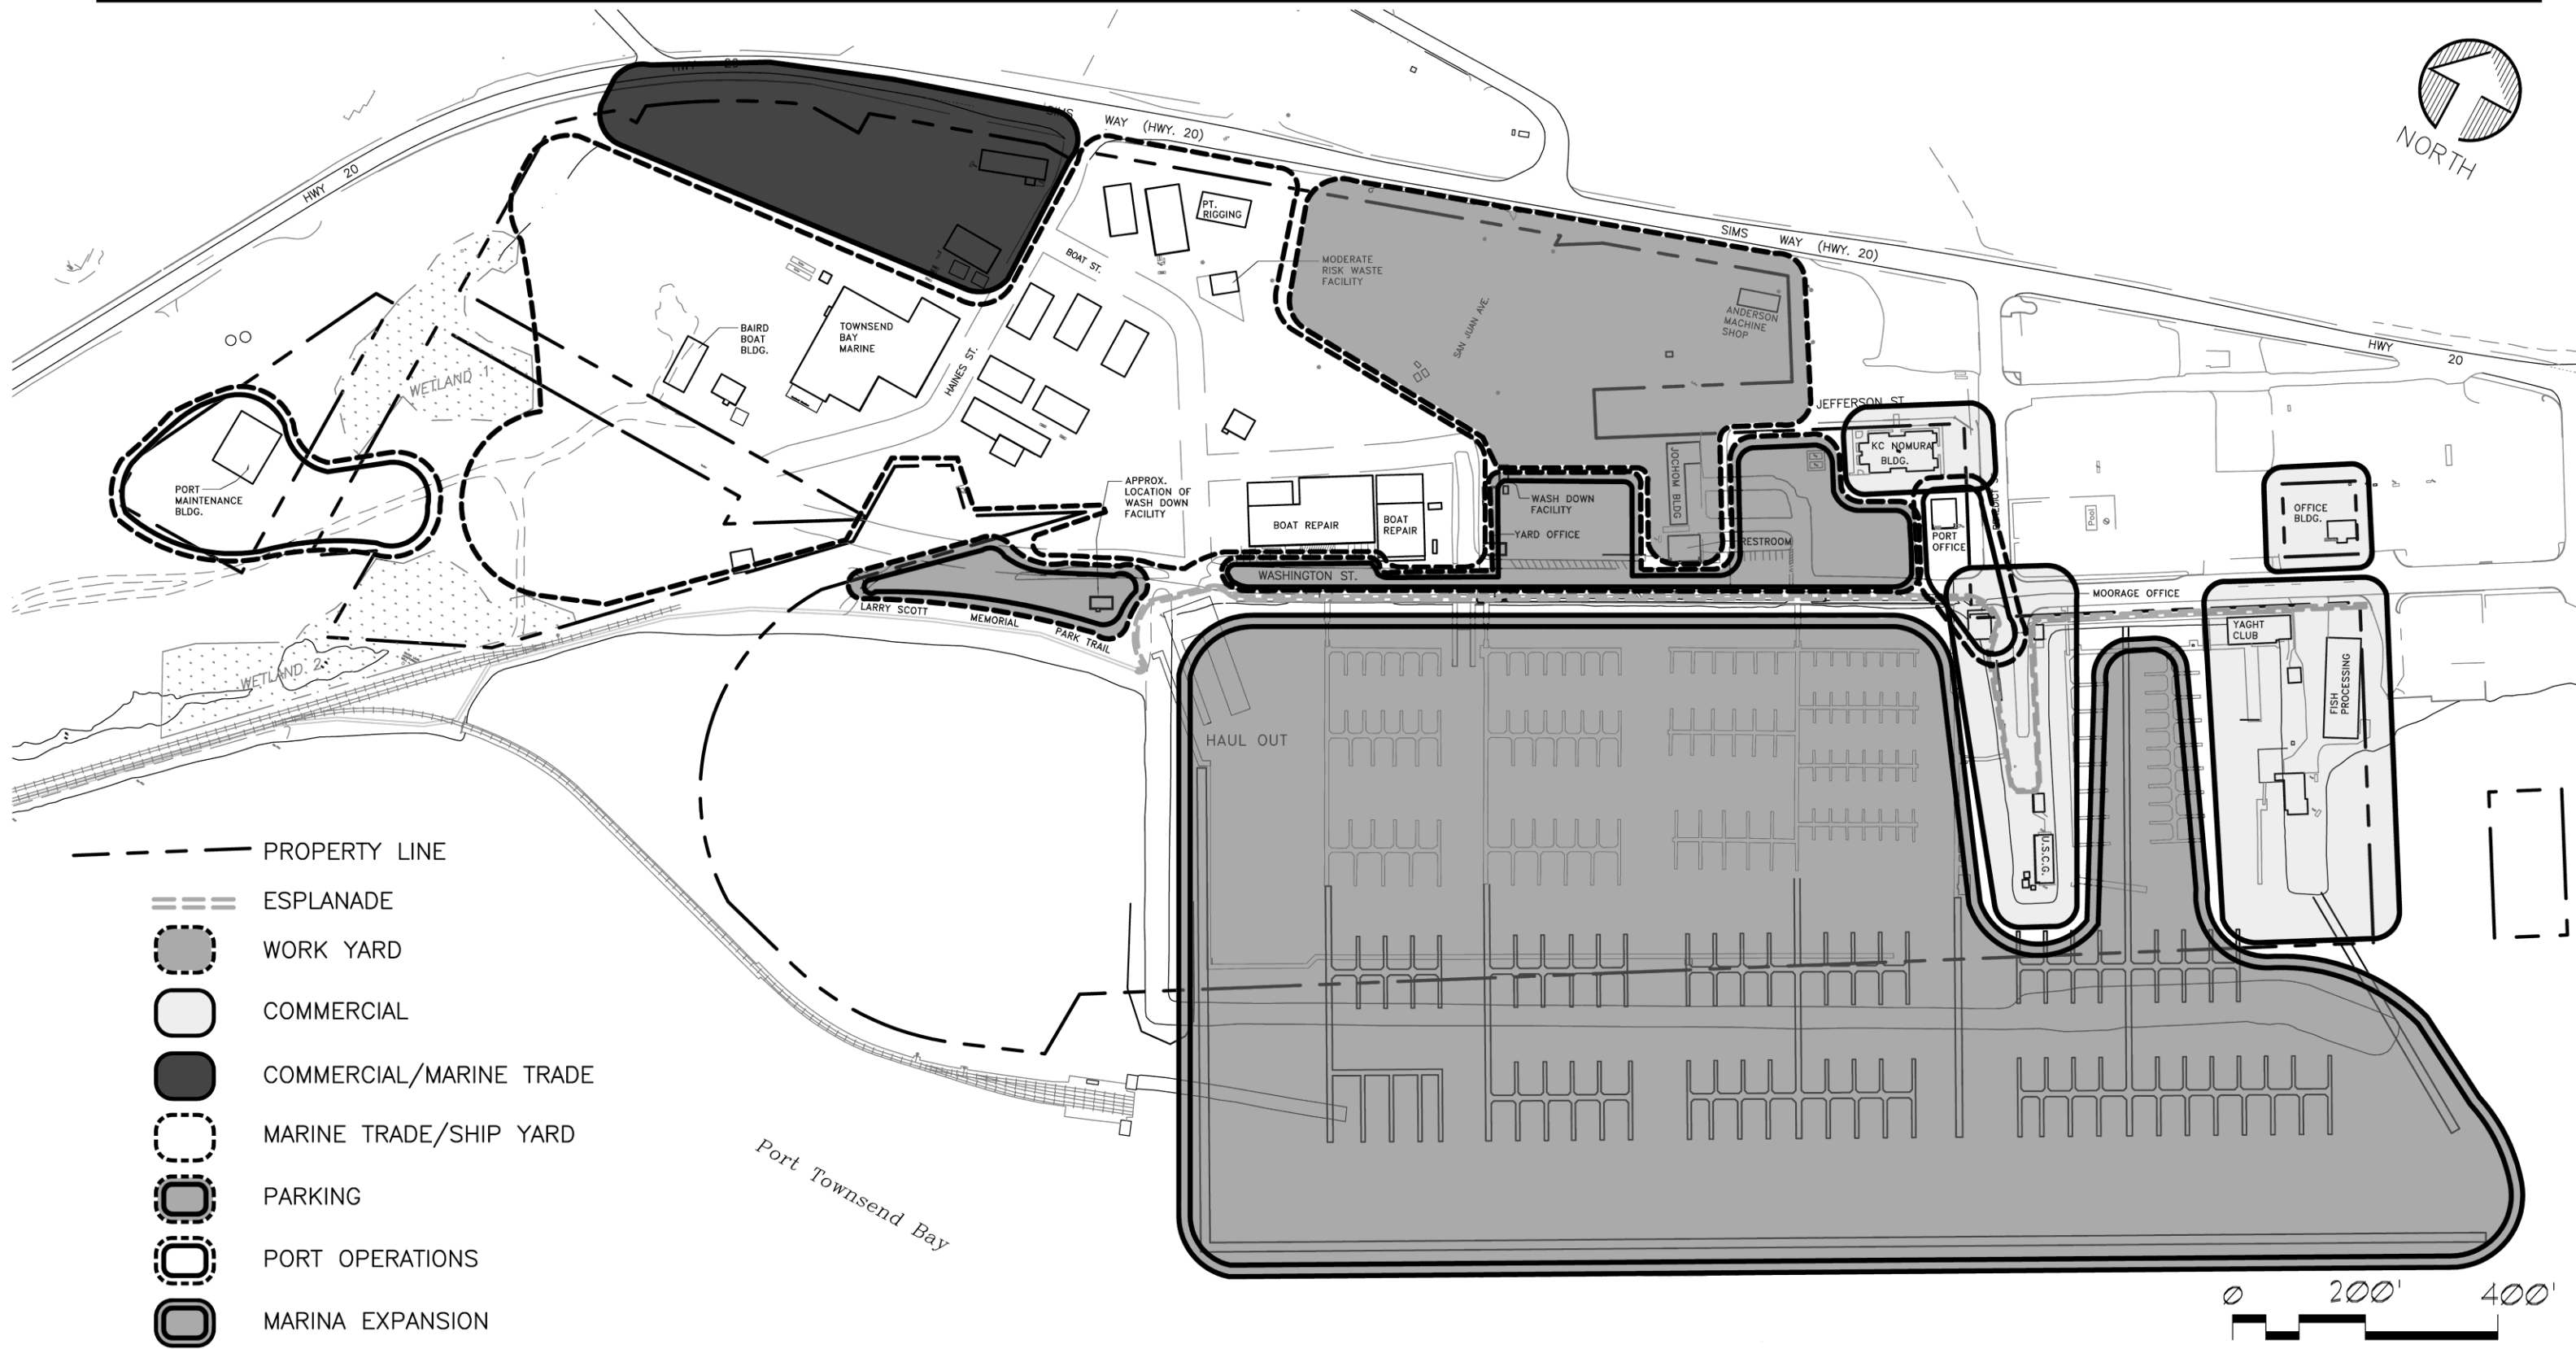 HWY 20
SIMS
WAY (HWY. 20)
NORTH
HWY 20
PT.
RIGGING
SIMS WAY (HWY. 20)
BOAT ST.
MODERATE
RISK WASTE
FACILITY
SAN JUAN AVE.
ANDERSON
MACHINE
SHOP
BAIRD
BOAT
BLDG.
TOWNSEND
BAY
MARINE
HAINES ST.
HWY 20
WETLAND 1
JEFFERSON ST
KC NOMURA
BLDG.
JOCHOM BLDG
PORT
MAINTENANCE
BLDG.
APPROX.
LOCATION OF
WASH DOWN
FACILITY
BOAT REPAIR
BOAT
REPAIR
WASH DOWN
FACILITY
YARD OFFICE
RESTROOM
PORT
OFFICE
Pool
OFFICE
BLDG.
WASHINGTON ST.
MOORAGE OFFICE
LARRY SCOTT
MEMORIAL
PARK TRAIL
YAGHT
CLUB
FISH
PROCESSING
WETLAND 2
HAUL OUT
U.S.C.G.
PROPERTY LINE
ESPLANADE
WORK YARD
COMMERCIAL
COMMERCIAL/MARINE TRADE
MARINE TRADE/SHIP YARD
PARKING
PORT OPERATIONS
MARINA EXPANSION
Port Townsend Bay
0 200' 400'